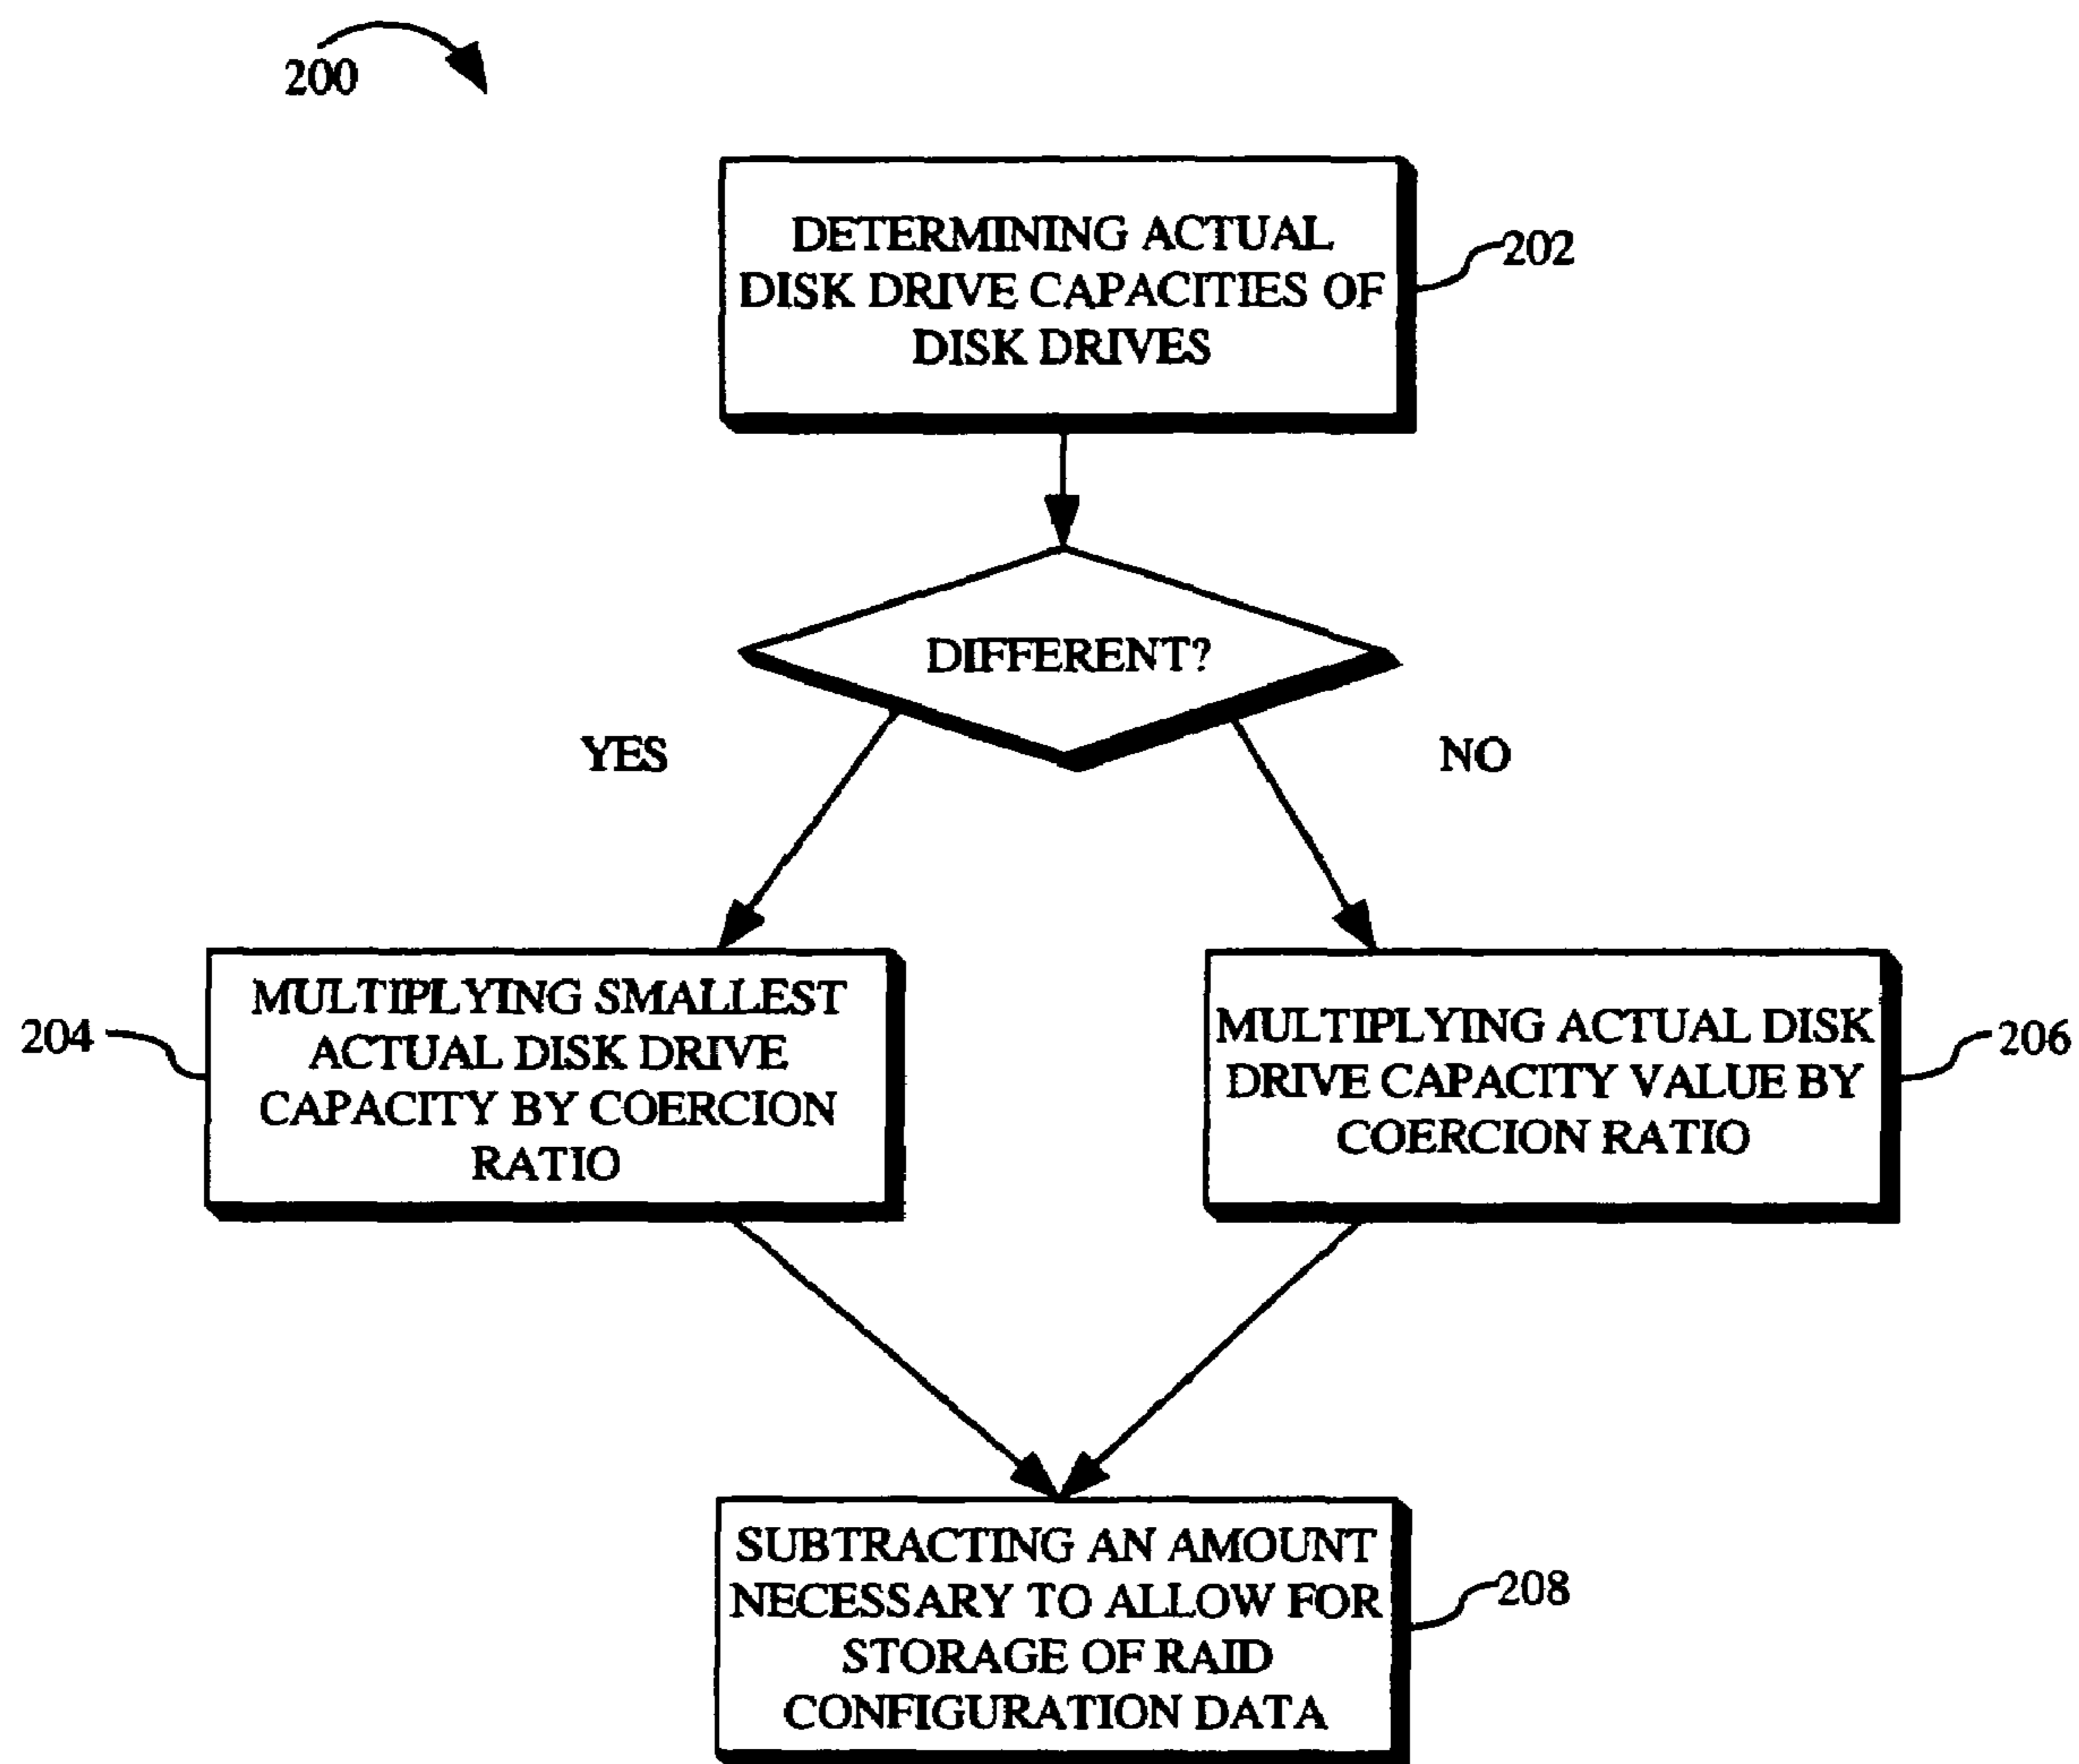 200
DETERMINING ACTUAL
DISK DRIVE CAPACITIES OF
DISK DRIVES
202
DIFFERENT?
YES
NO
204
MULTIPLYING SMALLEST
ACTUAL DISK DRIVE
CAPACITY BY COERCION
RATIO
MULTIPLYING ACTUAL DISK
DRIVE CAPACITY VALUE BY
COERCION RATIO
206
SUBTRACTING AN AMOUNT
NECESSARY TO ALLOW FOR
STORAGE OF RAID
CONFIGURATION DATA
208